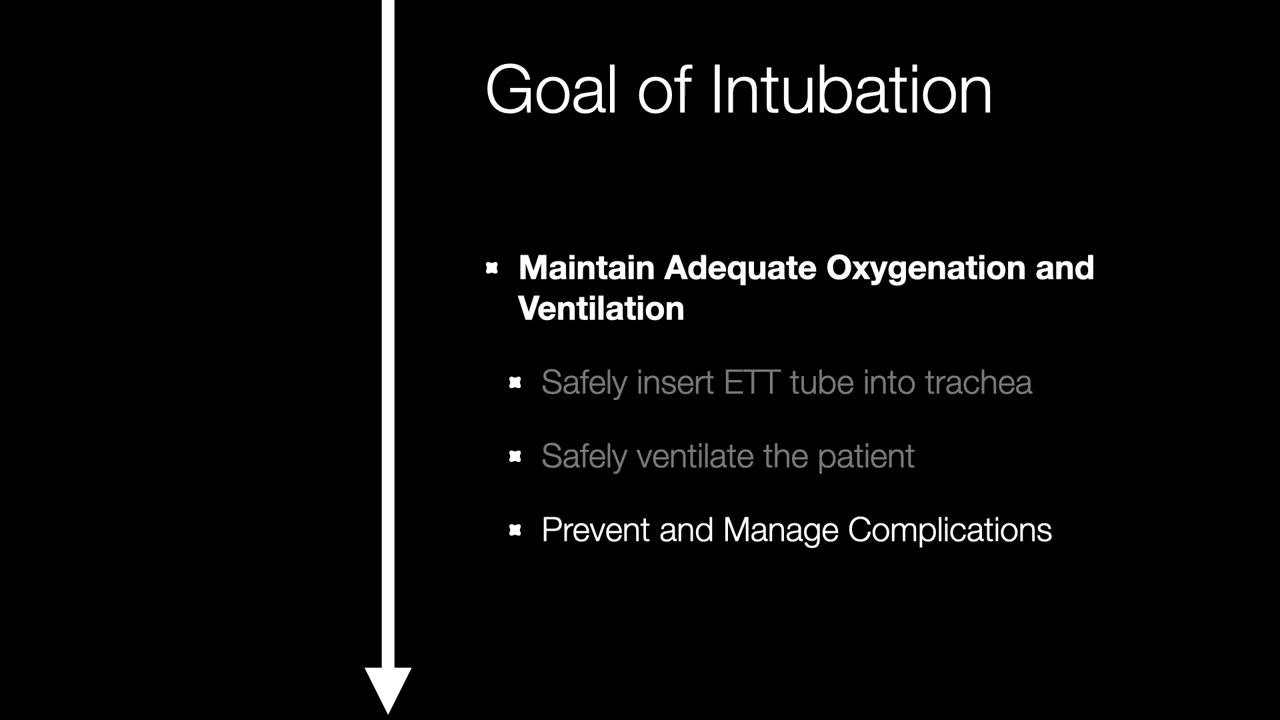 Goal of Intubation
Maintain Adequate Oxygenation and
Ventilation
Safely insert ETT tube into trachea
Safely ventilate the patient
Prevent and Manage Complications